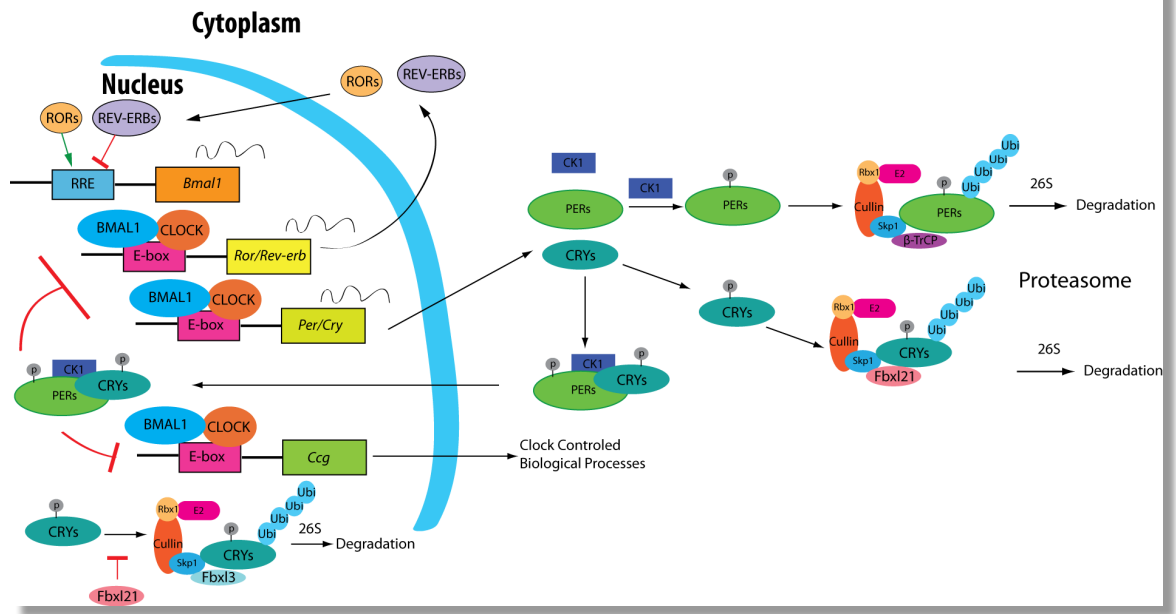 Cytoplasm
Nucleus
RORs
REV-ERBs
RORs
REV-ERBs
RRE
Bmal1
BMAL1
CLOCK
E-box
Ror/Rev-erb
BMAL1
CLOCK
E-box
Per/Cry
p
CK1
p
PERs
CRYs
BMAL1
CLOCK
E-box
Ccg
Clock Controled
Biological Processes
p
CRYs
Fbxl21
Rbx1
E2
Cullin
Skp1
p
CRYs
Fbxl3
Ubi
Ubi
Ubi
Ubi
26S
Degradation
CK1
PERs
CK1
p
PERs
Rbx1
E2
Cullin
Skp1
p
PERs
β-TrCP
Ubi
Ubi
Ubi
Ubi
26S
Degradation
CRYs
p
CRYs
Rbx1
E2
Cullin
Skp1
p
CRYs
Fbxl21
Ubi
Ubi
Ubi
Ubi
Proteasome
26S
Degradation
p
CK1
p
PERs
CRYs